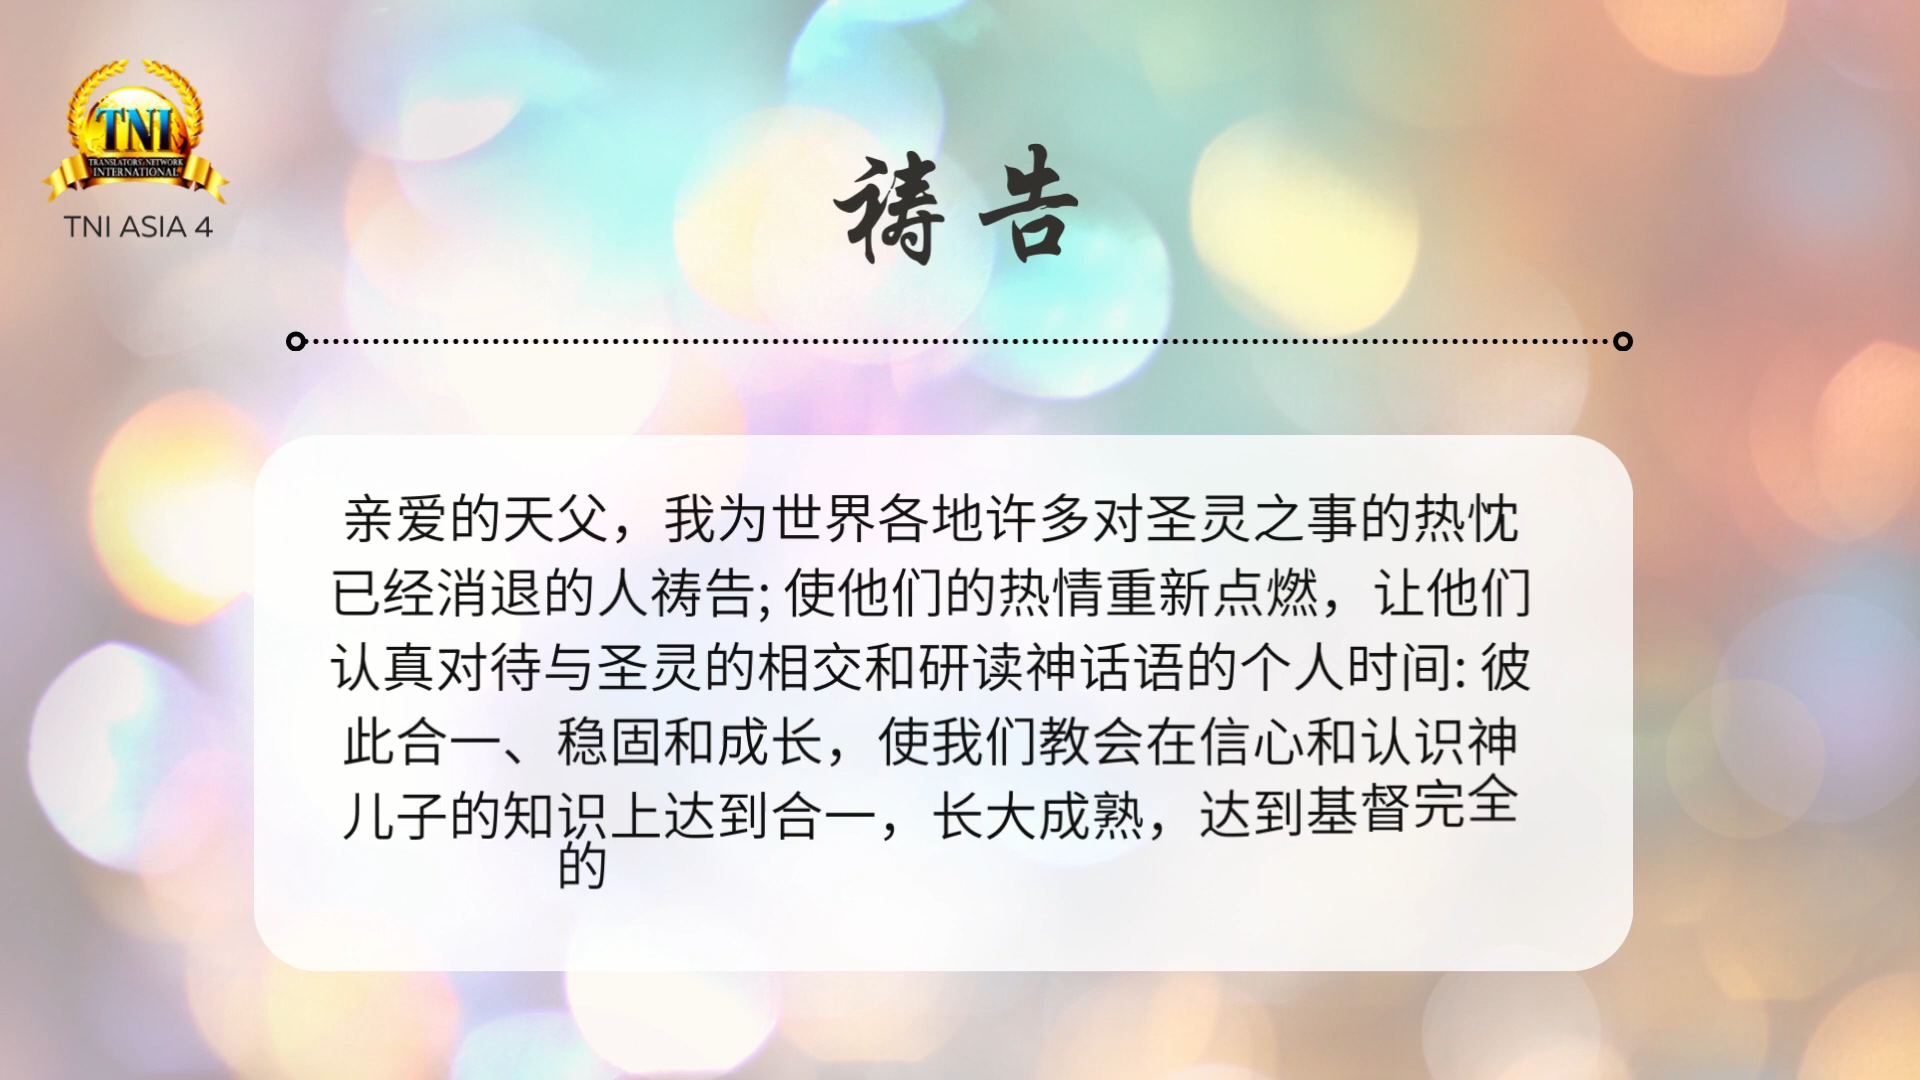 TNI
TRANSLATORS' NETWORK
INTERNATIONAL
TNI ASIA 4
祷告
亲爱的天父，我为世界各地许多对圣灵之事的热忱
已经消退的人祷告; 使他们的热情重新点燃，让他们
认真对待与圣灵的相交和研读神话语的个人时间: 彼
此合一、稳固和成长，使我们教会在信心和认识神
儿子的知识上达到合一，长大成熟，达到基督完全
的